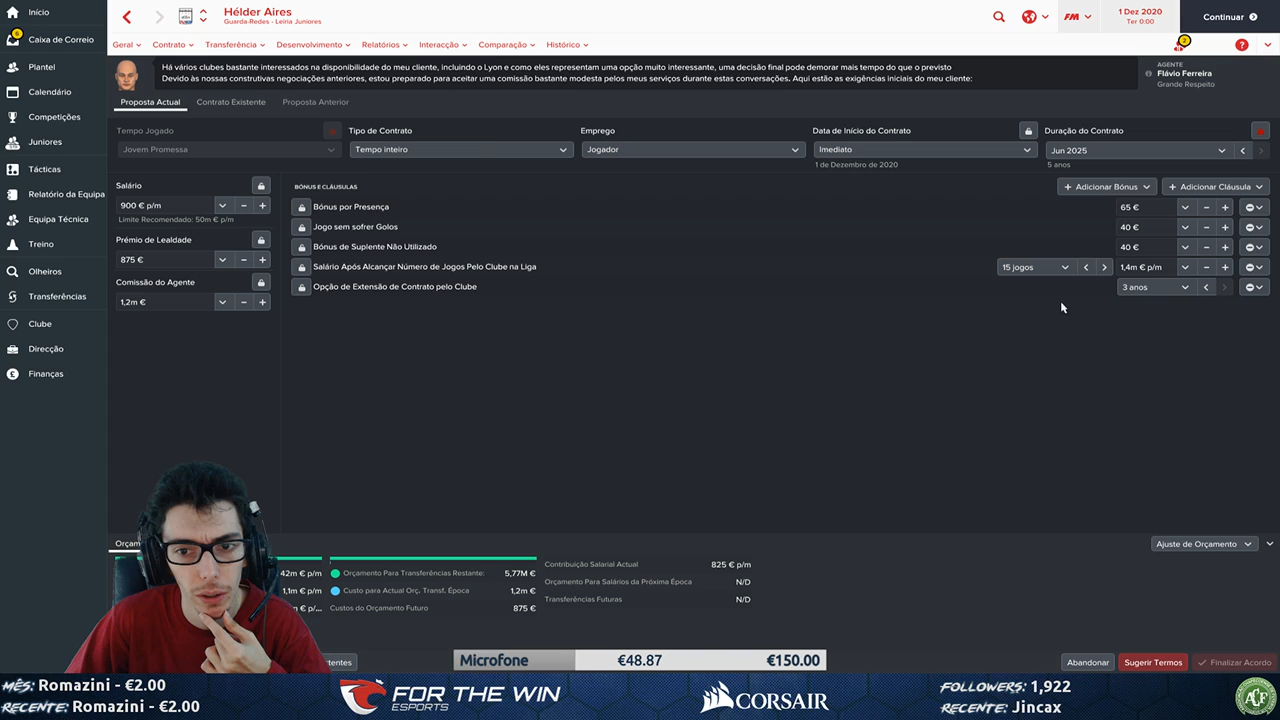 Início
Hélder Aires
Guarda-Redes - Leiria Juniores
FM
1 Dez 2020
Ter 0:00
Continuar
6
Caixa de Correio
Geral
Contrato
Transferência
Desenvolvimento
Relatórios
Interacção
Comparação
Histórico
2
?
Plantel
Calendário
Competições
Juniores
Tácticas
Relatório da Equipa
Equipa Técnica
Treino
Olheiros
Transferências
Clube
Direcção
Finanças
Há vários clubes bastante interessados na disponibilidade do meu cliente, incluindo o Lyon e como eles representam uma opção muito interessante, uma decisão final pode demorar mais tempo do que o previsto
Devido às nossas construtivas negociações anteriores, estou preparado para aceitar uma comissão bastante modesta pelos meus serviços durante estas conversações. Aqui estão as exigências iniciais do meu cliente:
AGENTE
Flávio Ferreira
Grande Respeito
Proposta Actual
Contrato Existente
Proposta Anterior
Tempo Jogado
Jovem Promessa
Tipo de Contrato
Tempo inteiro
Emprego
Jogador
Data de Início do Contrato
Imediato
1 de Dezembro de 2020
Duração do Contrato
Jun 2025
5 anos
Salário
900 € p/m
Limite Recomendado: 50m € p/m
Prémio de Lealdade
875 €
Comissão do Agente
1,2m €
BÓNUS E CLÁUSULAS
Adicionar Bónus
Adicionar Cláusula
Bónus por Presença
65 €
Jogo sem sofrer Golos
40 €
Bónus de Suplente Não Utilizado
40 €
Salário Após Alcançar Número de Jogos Pelo Clube na Liga
15 jogos
1,4m € p/m
Opção de Extensão de Contrato pelo Clube
3 anos
Ajuste de Orçamento
42m € p/m
1,1m € p/m
Orçamento Para Transferências Restante:
5,77M €
Custo para Actual Orç. Transf. Época
1,2m €
Custos do Orçamento Futuro
875 €
Contribuição Salarial Actual
825 € p/m
Orçamento Para Salários da Próxima Época
N/D
Transferências Futuras
N/D
Abandonar
Sugerir Termos
Finalizar Acordo
Microfone
€48.87
€150.00
MÊS: Romazini - €2.00
RECENTE: Romazini - €2.00
FOR THE WIN
ESPORTS
CORSAIR
FOLLOWERS: 1,922
RECENTE: Jincax
ACF